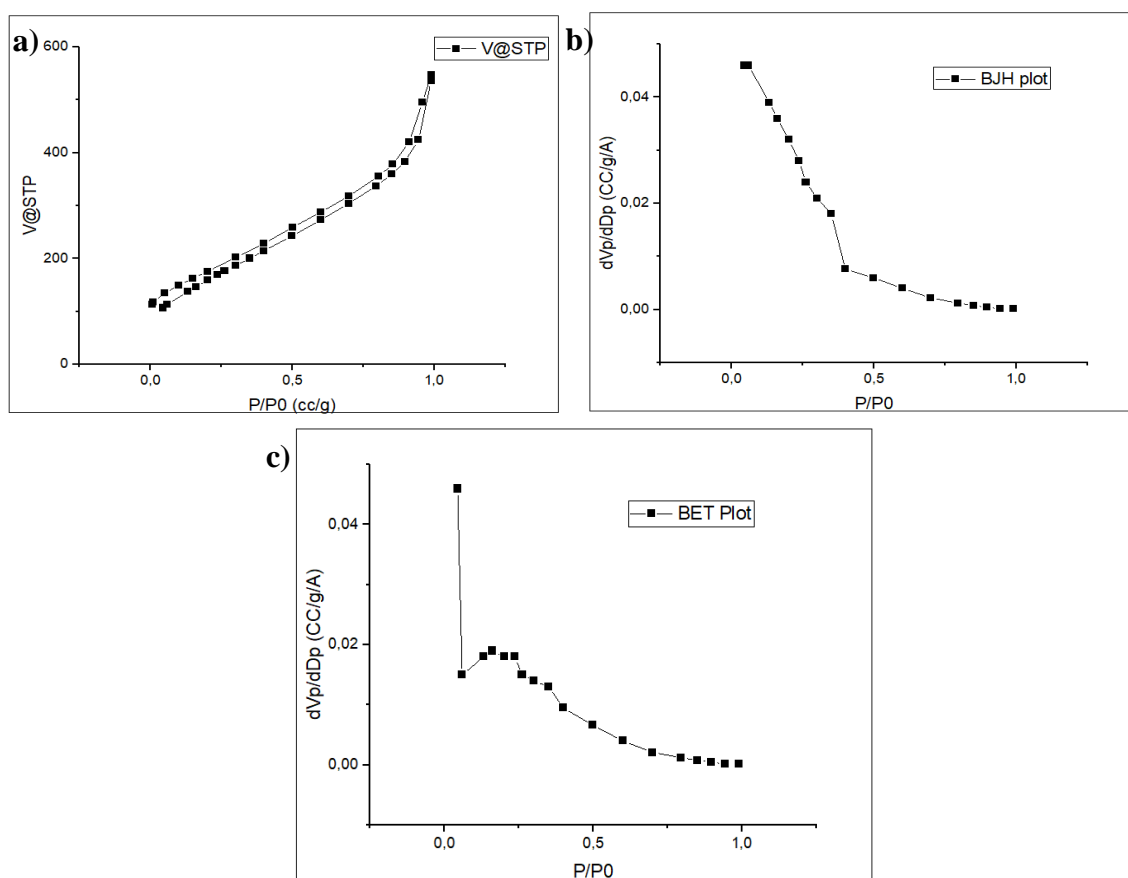 a)
V@STP
600
400
200
0
V@STP
0,0
0,5
1,0
P/P0 (cc/g)
b)
BJH plot
0,04
0,02
0,00
dVp/dDp (CC/g/A)
0,0
0,5
1,0
P/P0
c)
BET Plot
0,04
0,02
0,00
dVp/dDp (CC/g/A)
0,0
0,5
1,0
P/P0